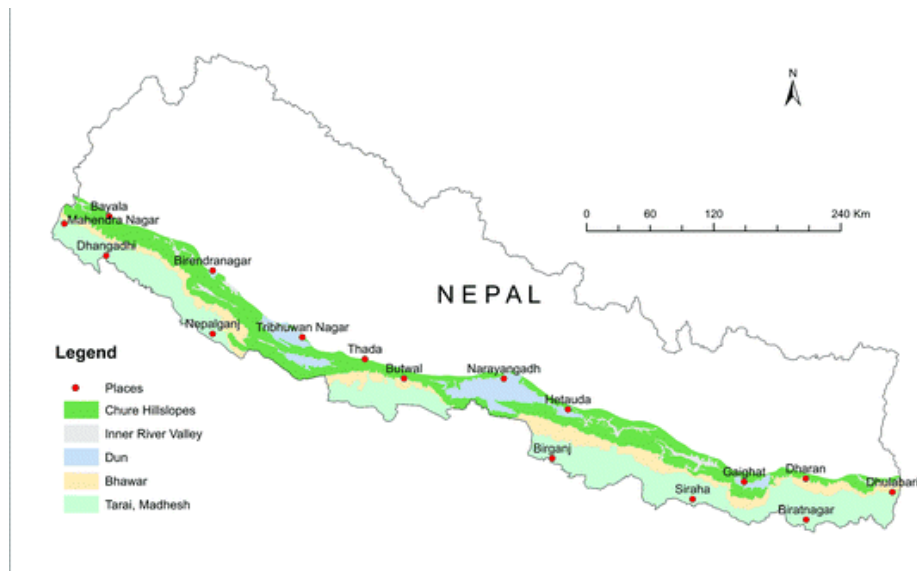 N
0 60 120 240 Km
Bayala
Mahendra Nagar
Dhangadhi
Birendranagar
NEPAL
Nepalganj
Tribhuwan Nagar
Thada
Butwal
Narayangadh
Hetauda
Birganj
Gaighat
Dharan
Siraha
Dhulabari
Biratnagar
Legend
Places
Chure Hillslopes
Inner River Valley
Dun
Bhawar
Tarai, Madhesh